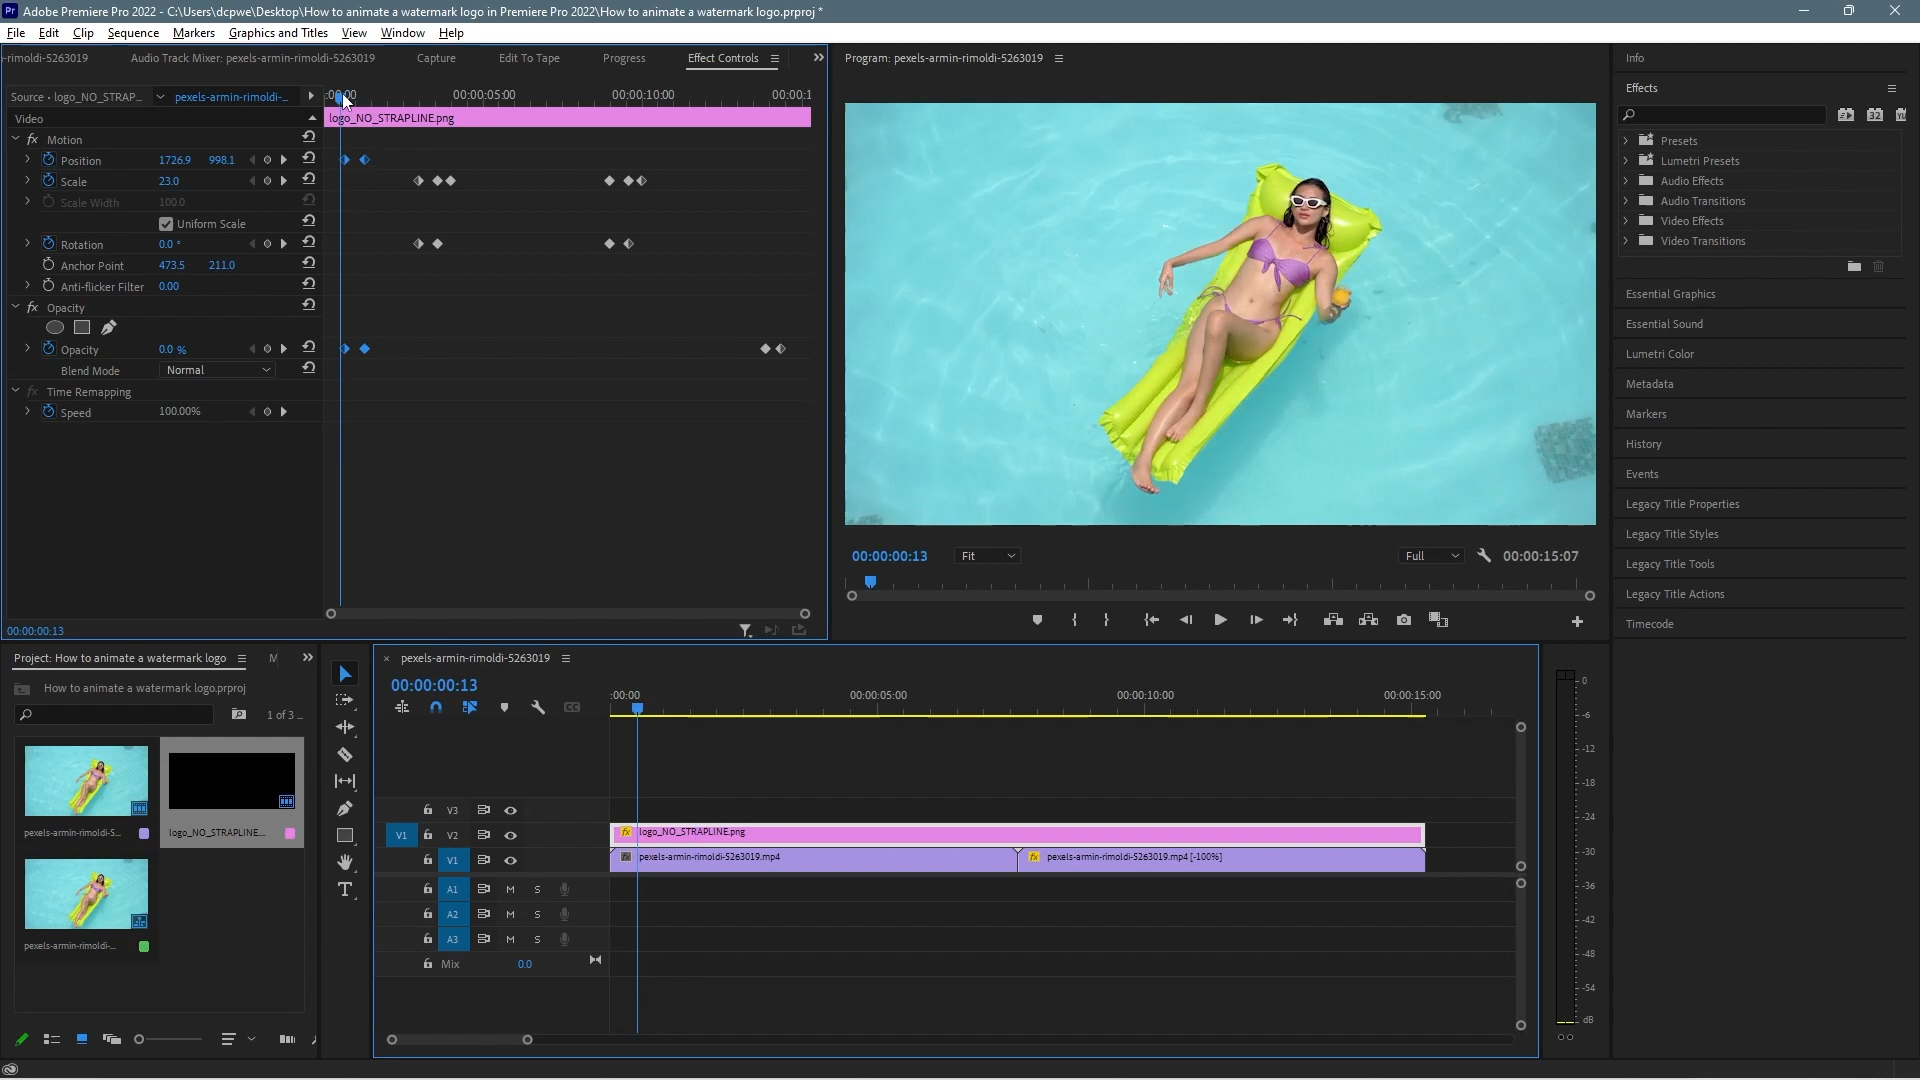 Adobe Premiere Pro 2022 - C:\Users\dcpwe\Desktop\How to animate a watermark logo in Premiere Pro 2022\How to animate a watermark logo.prproj *
File Edit Clip Sequence Markers Graphics and Titles View Window Help
-rimoldi-5263019 Audio Track Mixer: pexels-armin-rimoldi-5263019 Capture Edit To Tape Progress Effect Controls
Source • logo_NO_STRAP... pexels-armin-rimoldi-... :00:00 00:00:05:00 00:00:10:00 00:00:1
Video logo_NO_STRAPLINE.png
fx Motion
Position 1726.9 998.1
Scale 23.0
Scale Width 100.0
Uniform Scale
Rotation 0.0 °
Anchor Point 473.5 211.0
Anti-flicker Filter 0.00
fx Opacity
Opacity 0.0 %
Blend Mode Normal
fx Time Remapping
Speed 100.00%
00:00:00:13
Program: pexels-armin-rimoldi-5263019
00:00:00:13 Fit Full 00:00:15:07
Info
Effects
32
Presets
Lumetri Presets
Audio Effects
Audio Transitions
Video Effects
Video Transitions
Essential Graphics
Essential Sound
Lumetri Color
Metadata
Markers
History
Events
Legacy Title Properties
Legacy Title Styles
Legacy Title Tools
Legacy Title Actions
Timecode
Project: How to animate a watermark logo M
How to animate a watermark logo.prproj
1 of 3 ...
pexels-armin-rimoldi-5... logo_NO_STRAPLINE....
pexels-armin-rimoldi-...
pexels-armin-rimoldi-5263019
00:00:00:13
:00:00 00:00:05:00 00:00:10:00 00:00:15:00
V3
V1 V2 fx logo_NO_STRAPLINE.png
V1 fx pexels-armin-rimoldi-5263019.mp4 fx pexels-armin-rimoldi-5263019.mp4 [-100%]
A1 M S
A2 M S
A3 M S
Mix 0.0
0
-6
-12
-18
-24
-30
-36
-42
-48
-54
dB